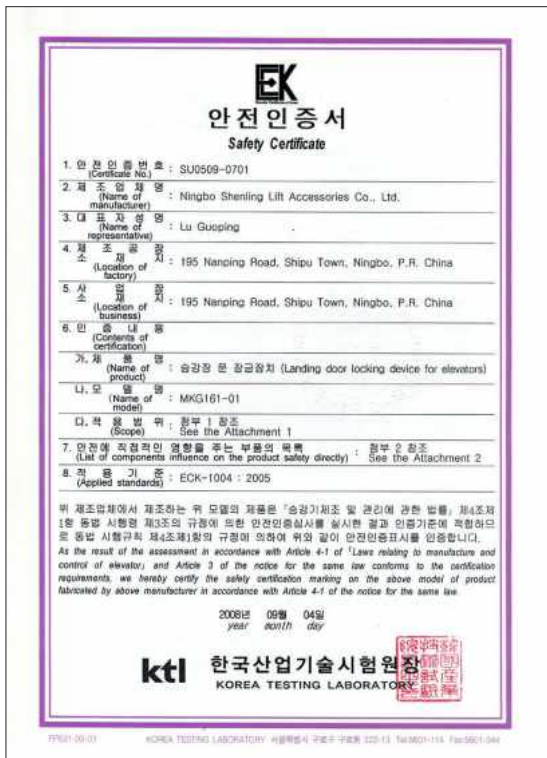 EK
안전인증서
Safety Certificate
1. 안전인증번호 : SU0509-0701
(Certificate No.)
2. 제조업체명
(Name of : Ningbo Shenling Lift Accessories Co., Ltd.
manufacturer)
3. 대표자성명
(Name of : Lu Guoping
representative)
4. 제조공장
소재지 : 195 Nanping Road, Shipu Town, Ningbo, P.R. China
(Location of
factory)
5. 사업장
소재지 : 195 Nanping Road, Shipu Town, Ningbo, P.R. China
(Location of
business)
6. 인증내용
(Contents of
certification)
가. 제품명
(Name of : 승강장 문 잠금장치 (Landing door locking device for elevators)
product)
나. 모델명
(Name of : MKG161-01
model)
다. 적용범위 : 첨부 1 참조
(Scope) See the Attachment 1
7. 안전에 직접적인 영향을 주는 부품의 목록 : 첨부 2 참조
(List of components influence on the product safety directly) See the Attachment 2
8. 적용기준 : ECK-1004 : 2005
(Applied standards)
위 제조업체에서 제조하는 위 모델의 제품은 「승강기제조 및 관리에 관한 법률」 제4조제
1항 동법 시행령 제3조의 규정에 의한 안전인증심사를 실시한 결과 인증기준에 적합하므
로 동법 시행규칙 제4조제1항의 규정에 의하여 위와 같이 안전인증표시를 인증합니다.
As the result of the assessment in accordance with Article 4-1 of 「Laws relating to manufacture and
control of elevator」 and Article 3 of the notice for the same law conforms to the certification
requirements, we hereby certify the safety certification marking on the above model of product
fabricated by above manufacturer in accordance with Article 4-1 of the notice for the same law.
2008년 09월 04일
year month day
ktl 한국산업기술시험원장
KOREA TESTING LABORATORY
KOREA TESTING LABORATORY 서울특별시 구로구 구로동 222-13